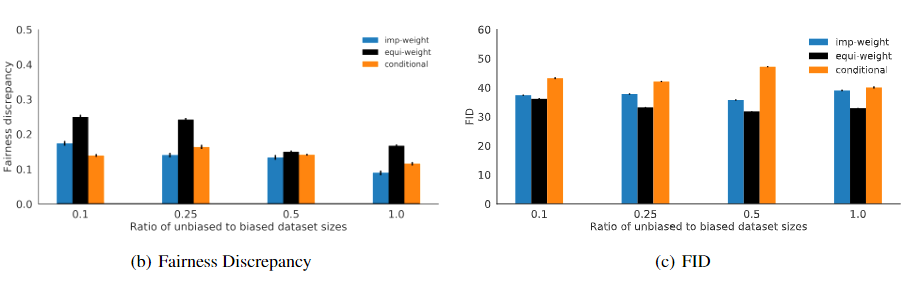 0.5
0.4
0.3
0.2
0.1
0.0
Fairness discrepancy
imp-weight
equi-weight
conditional
0.1 0.25 0.5 1.0
Ratio of unbiased to biased dataset sizes
(b) Fairness Discrepancy
60
50
40
30
20
10
0
FID
imp-weight
equi-weight
conditional
0.1 0.25 0.5 1.0
Ratio of unbiased to biased dataset sizes
(c) FID